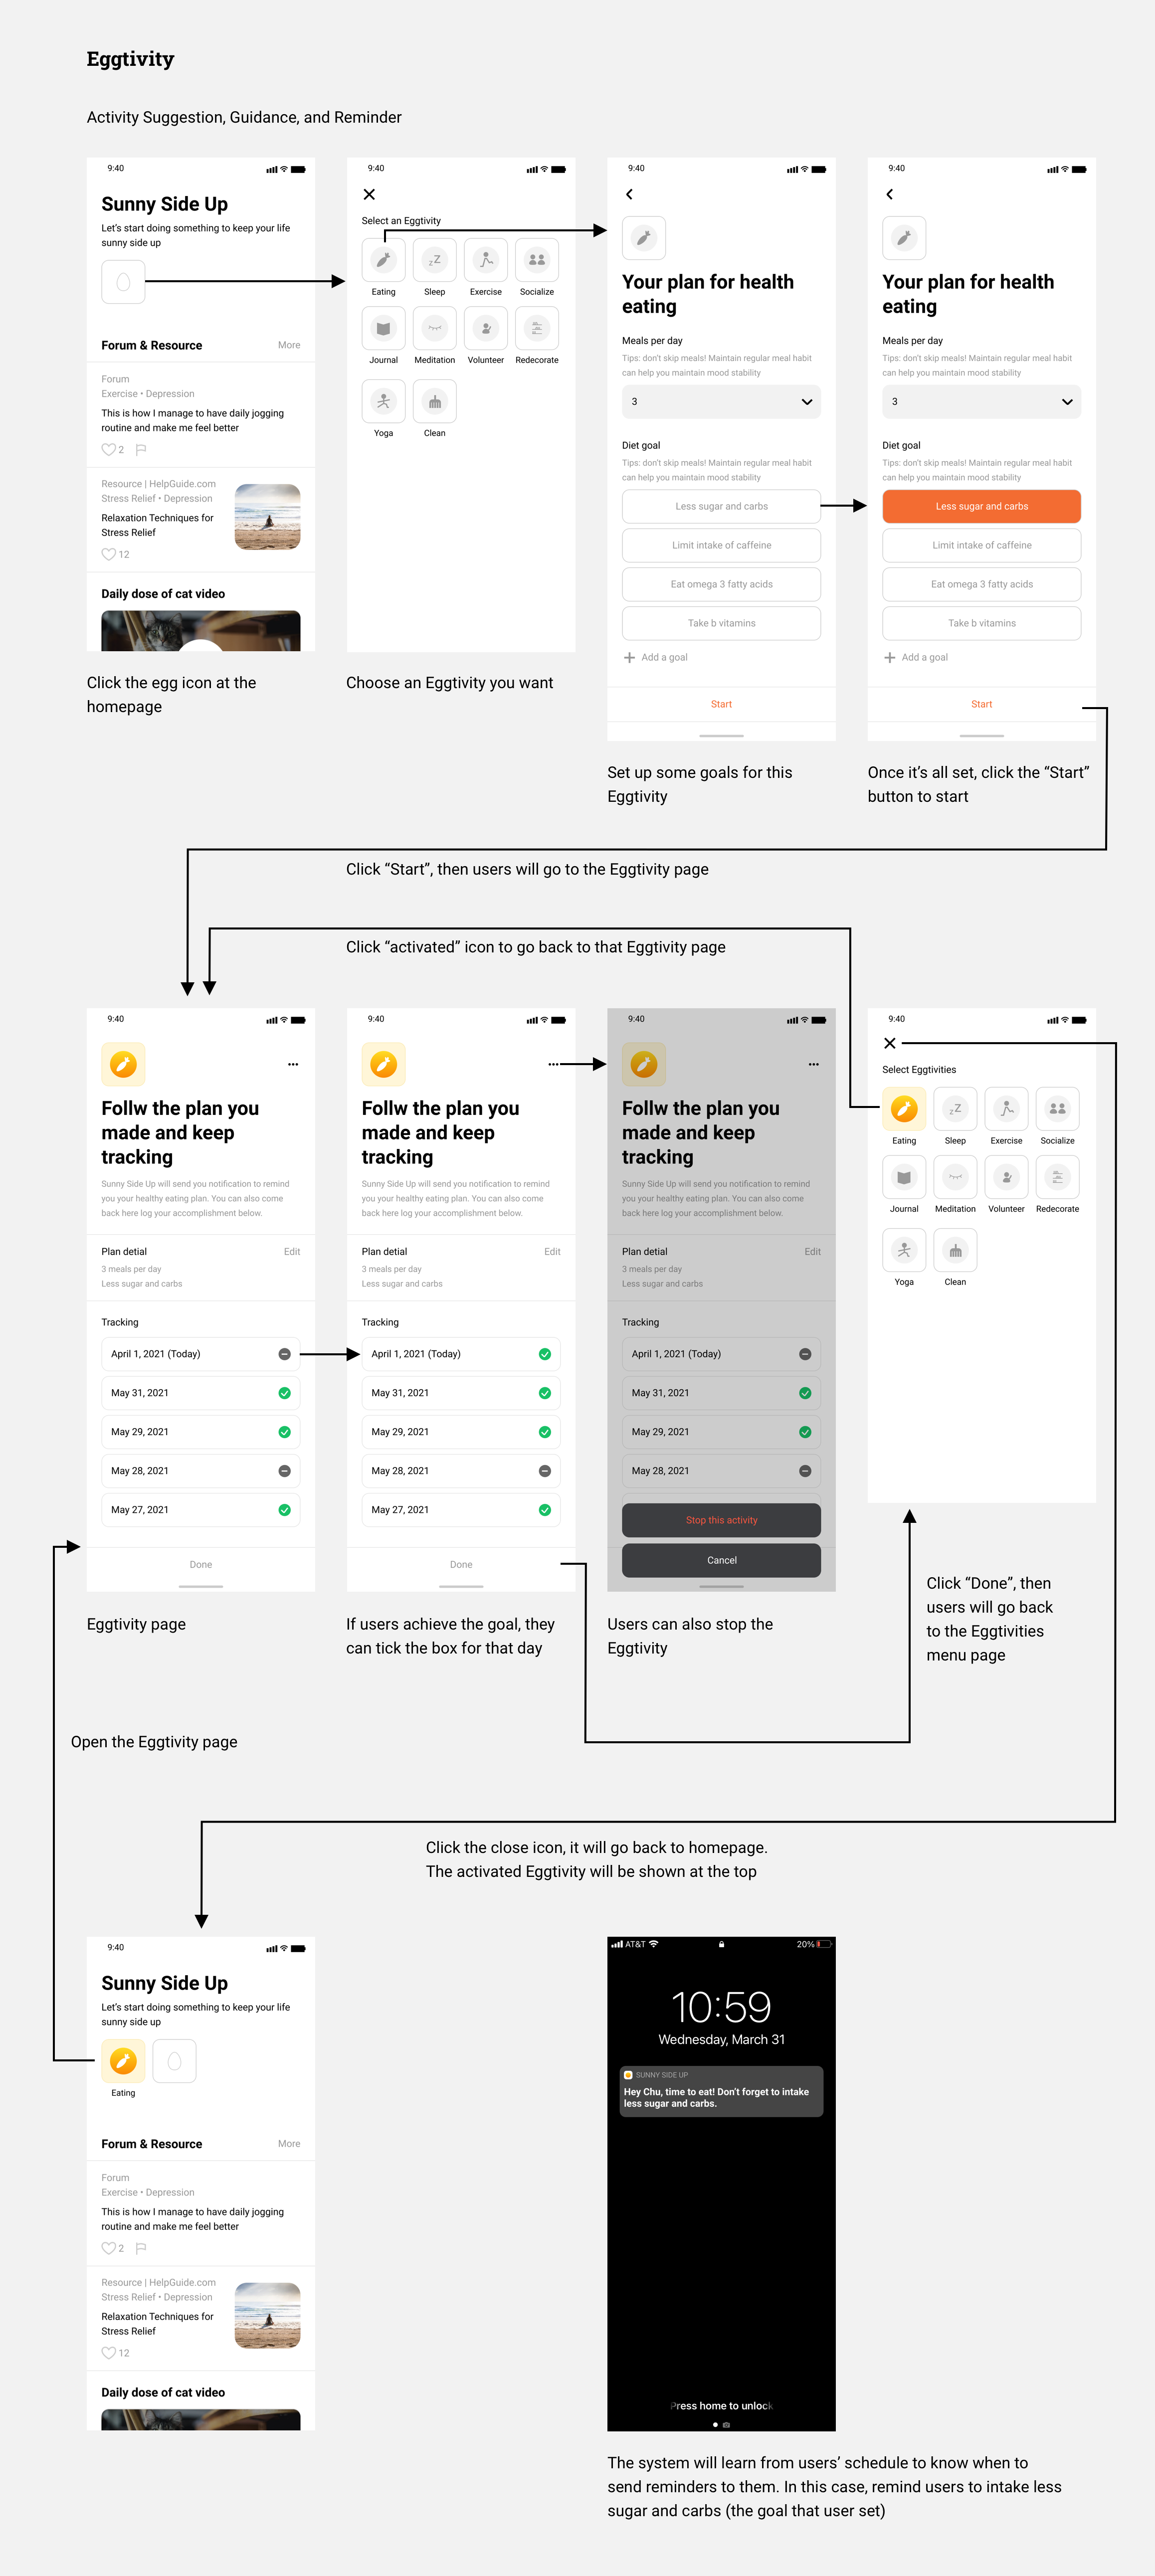 Eggtivity
Activity Suggestion, Guidance, and Reminder
9:40
Sunny Side Up
Let's start doing something to keep your life
sunny side up
Forum & Resource More
Forum
Exercise • Depression
This is how I manage to have daily jogging
routine and make me feel better
2
Resource | HelpGuide.com
Stress Relief • Depression
Relaxation Techniques for
Stress Relief
12
Daily dose of cat video
Click the egg icon at the
homepage
9:40
Select an Eggtivity
Eating Sleep Exercise Socialize
Journal Meditation Volunteer Redecorate
Yoga Clean
Choose an Eggtivity you want
9:40
Your plan for health
eating
Meals per day
Tips: don't skip meals! Maintain regular meal habit
can help you maintain mood stability
3
Diet goal
Tips: don't skip meals! Maintain regular meal habit
can help you maintain mood stability
Less sugar and carbs
Limit intake of caffeine
Eat omega 3 fatty acids
Take b vitamins
Add a goal
Start
Set up some goals for this
Eggtivity
9:40
Your plan for health
eating
Meals per day
Tips: don't skip meals! Maintain regular meal habit
can help you maintain mood stability
3
Diet goal
Tips: don't skip meals! Maintain regular meal habit
can help you maintain mood stability
Less sugar and carbs
Limit intake of caffeine
Eat omega 3 fatty acids
Take b vitamins
Add a goal
Start
Once it's all set, click the “Start”
button to start
Click “Start”, then users will go to the Eggtivity page
Click “activated” icon to go back to that Eggtivity page
9:40
Follw the plan you
made and keep
tracking
Sunny Side Up will send you notification to remind
you your healthy eating plan. You can also come
back here log your accomplishment below.
Plan detial Edit
3 meals per day
Less sugar and carbs
Tracking
April 1, 2021 (Today)
May 31, 2021
May 29, 2021
May 28, 2021
May 27, 2021
Done
Eggtivity page
9:40
Follw the plan you
made and keep
tracking
Sunny Side Up will send you notification to remind
you your healthy eating plan. You can also come
back here log your accomplishment below.
Plan detial Edit
3 meals per day
Less sugar and carbs
Tracking
April 1, 2021 (Today)
May 31, 2021
May 29, 2021
May 28, 2021
May 27, 2021
Done
If users achieve the goal, they
can tick the box for that day
9:40
Follw the plan you
made and keep
tracking
Sunny Side Up will send you notification to remind
you your healthy eating plan. You can also come
back here log your accomplishment below.
Plan detial Edit
3 meals per day
Less sugar and carbs
Tracking
April 1, 2021 (Today)
May 31, 2021
May 29, 2021
May 28, 2021
Stop this activity
Cancel
Users can also stop the
Eggtivity
9:40
Select Eggtivities
Eating Sleep Exercise Socialize
Journal Meditation Volunteer Redecorate
Yoga Clean
Click “Done”, then
users will go back
to the Eggtivities
menu page
Open the Eggtivity page
Click the close icon, it will go back to homepage.
The activated Eggtivity will be shown at the top
9:40
Sunny Side Up
Let's start doing something to keep your life
sunny side up
Eating
Forum & Resource More
Forum
Exercise • Depression
This is how I manage to have daily jogging
routine and make me feel better
2
Resource | HelpGuide.com
Stress Relief • Depression
Relaxation Techniques for
Stress Relief
12
Daily dose of cat video
AT&T 20%
10:59
Wednesday, March 31
SUNNY SIDE UP
Hey Chu, time to eat! Don't forget to intake
less sugar and carbs.
Press home to unlock
The system will learn from users' schedule to know when to
send reminders to them. In this case, remind users to intake less
sugar and carbs (the goal that user set)